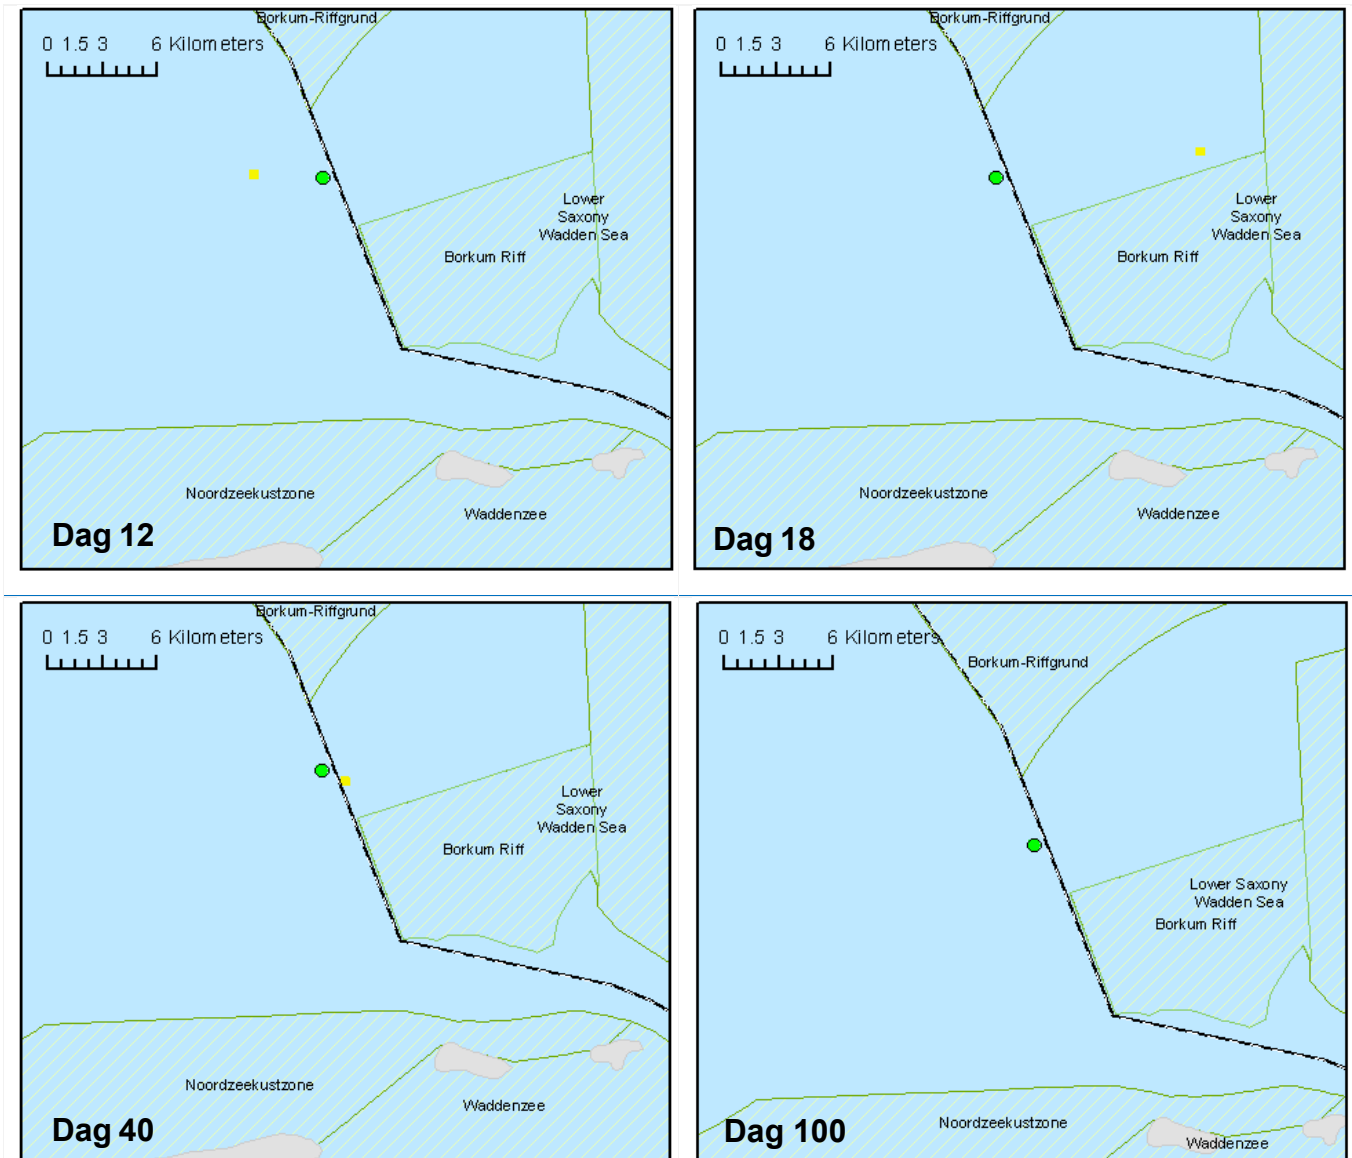 Borkum-Riffgrund
0 1.5 3 6 Kilometers
Lower
Saxony
Wadden Sea
Borkum Riff
Noordzeekustzone
Waddenzee
Dag 12
Borkum-Riffgrund
0 1.5 3 6 Kilometers
Lower
Saxony
Wadden Sea
Borkum Riff
Noordzeekustzone
Waddenzee
Dag 18
Borkum-Riffgrund
0 1.5 3 6 Kilometers
Lower
Saxony
Wadden Sea
Borkum Riff
Noordzeekustzone
Waddenzee
Dag 40
0 1.5 3 6 Kilometers
Borkum-Riffgrund
Lower Saxony
Wadden Sea
Borkum Riff
Noordzeekustzone
Waddenzee
Dag 100